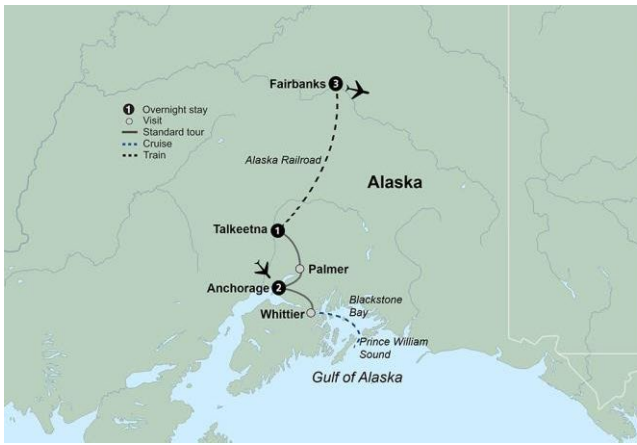 Fairbanks 3
1 Overnight stay
Visit
Standard tour
Cruise
Train
Alaska Railroad
Alaska
Talkeetna 1
Palmer
Anchorage 2
Blackstone
Bay
Whittier
Prince William
Sound
Gulf of Alaska